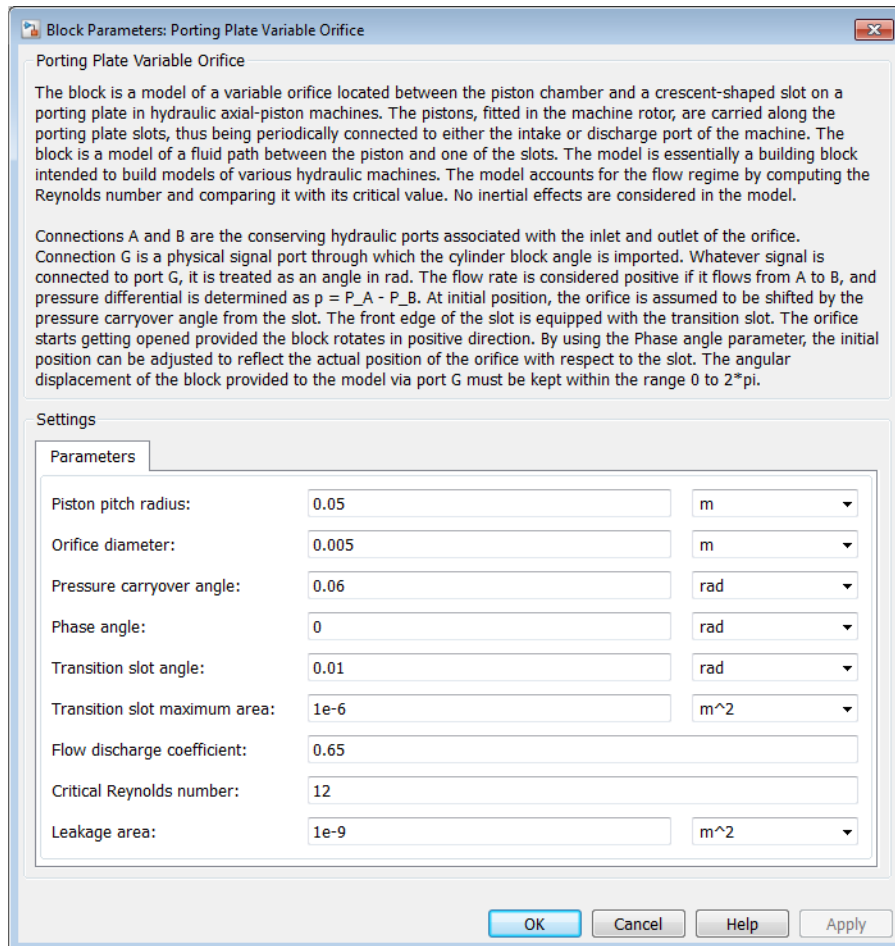 Block Parameters: Porting Plate Variable Orifice
Porting Plate Variable Orifice
The block is a model of a variable orifice located between the piston chamber and a crescent-shaped slot on a
porting plate in hydraulic axial-piston machines. The pistons, fitted in the machine rotor, are carried along the
porting plate slots, thus being periodically connected to either the intake or discharge port of the machine. The
block is a model of a fluid path between the piston and one of the slots. The model is essentially a building block
intended to build models of various hydraulic machines. The model accounts for the flow regime by computing the
Reynolds number and comparing it with its critical value. No inertial effects are considered in the model.
Connections A and B are the conserving hydraulic ports associated with the inlet and outlet of the orifice.
Connection G is a physical signal port through which the cylinder block angle is imported. Whatever signal is
connected to port G, it is treated as an angle in rad. The flow rate is considered positive if it flows from A to B, and
pressure differential is determined as p = P_A - P_B. At initial position, the orifice is assumed to be shifted by the
pressure carryover angle from the slot. The front edge of the slot is equipped with the transition slot. The orifice
starts getting opened provided the block rotates in positive direction. By using the Phase angle parameter, the initial
position can be adjusted to reflect the actual position of the orifice with respect to the slot. The angular
displacement of the block provided to the model via port G must be kept within the range 0 to 2*pi.
Settings
Parameters
Piston pitch radius: 0.05 m
Orifice diameter: 0.005 m
Pressure carryover angle: 0.06 rad
Phase angle: 0 rad
Transition slot angle: 0.01 rad
Transition slot maximum area: 1e-6 m^2
Flow discharge coefficient: 0.65
Critical Reynolds number: 12
Leakage area: 1e-9 m^2
OK Cancel Help Apply